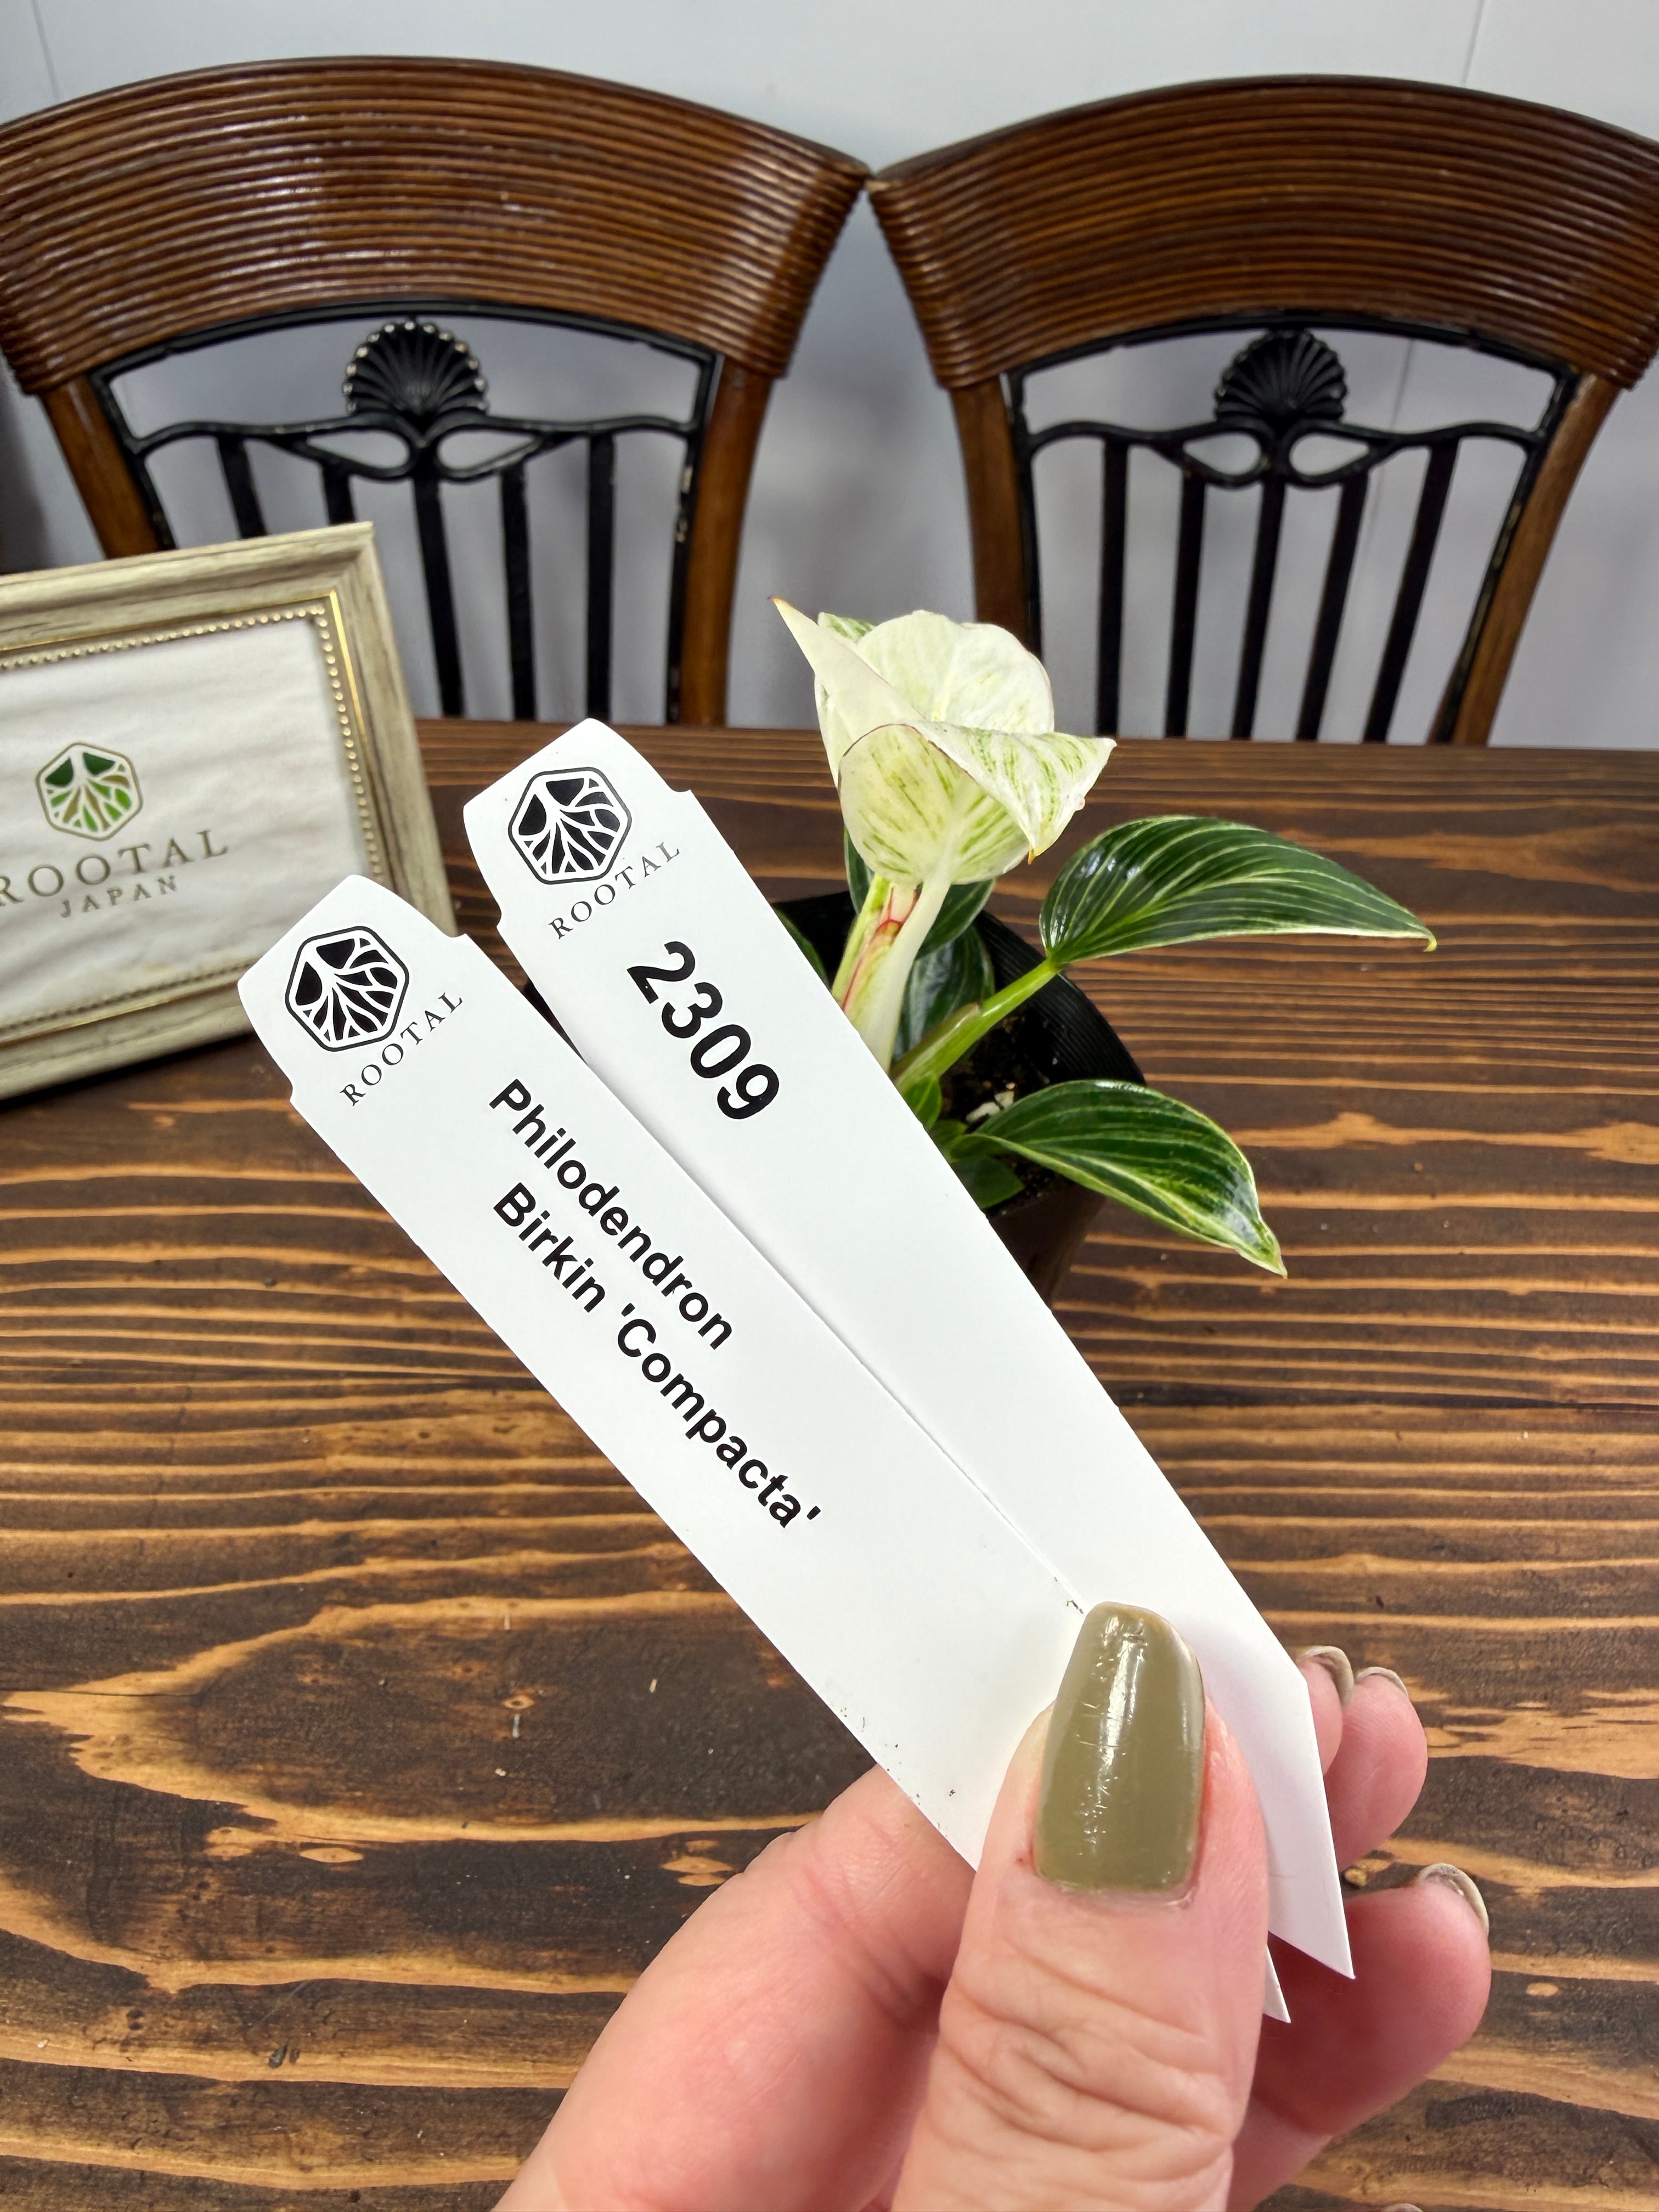 ROOTAL
JAPAN
ROOTAL
Philodendron
Birkin 'Compacta'
ROOTAL
2309